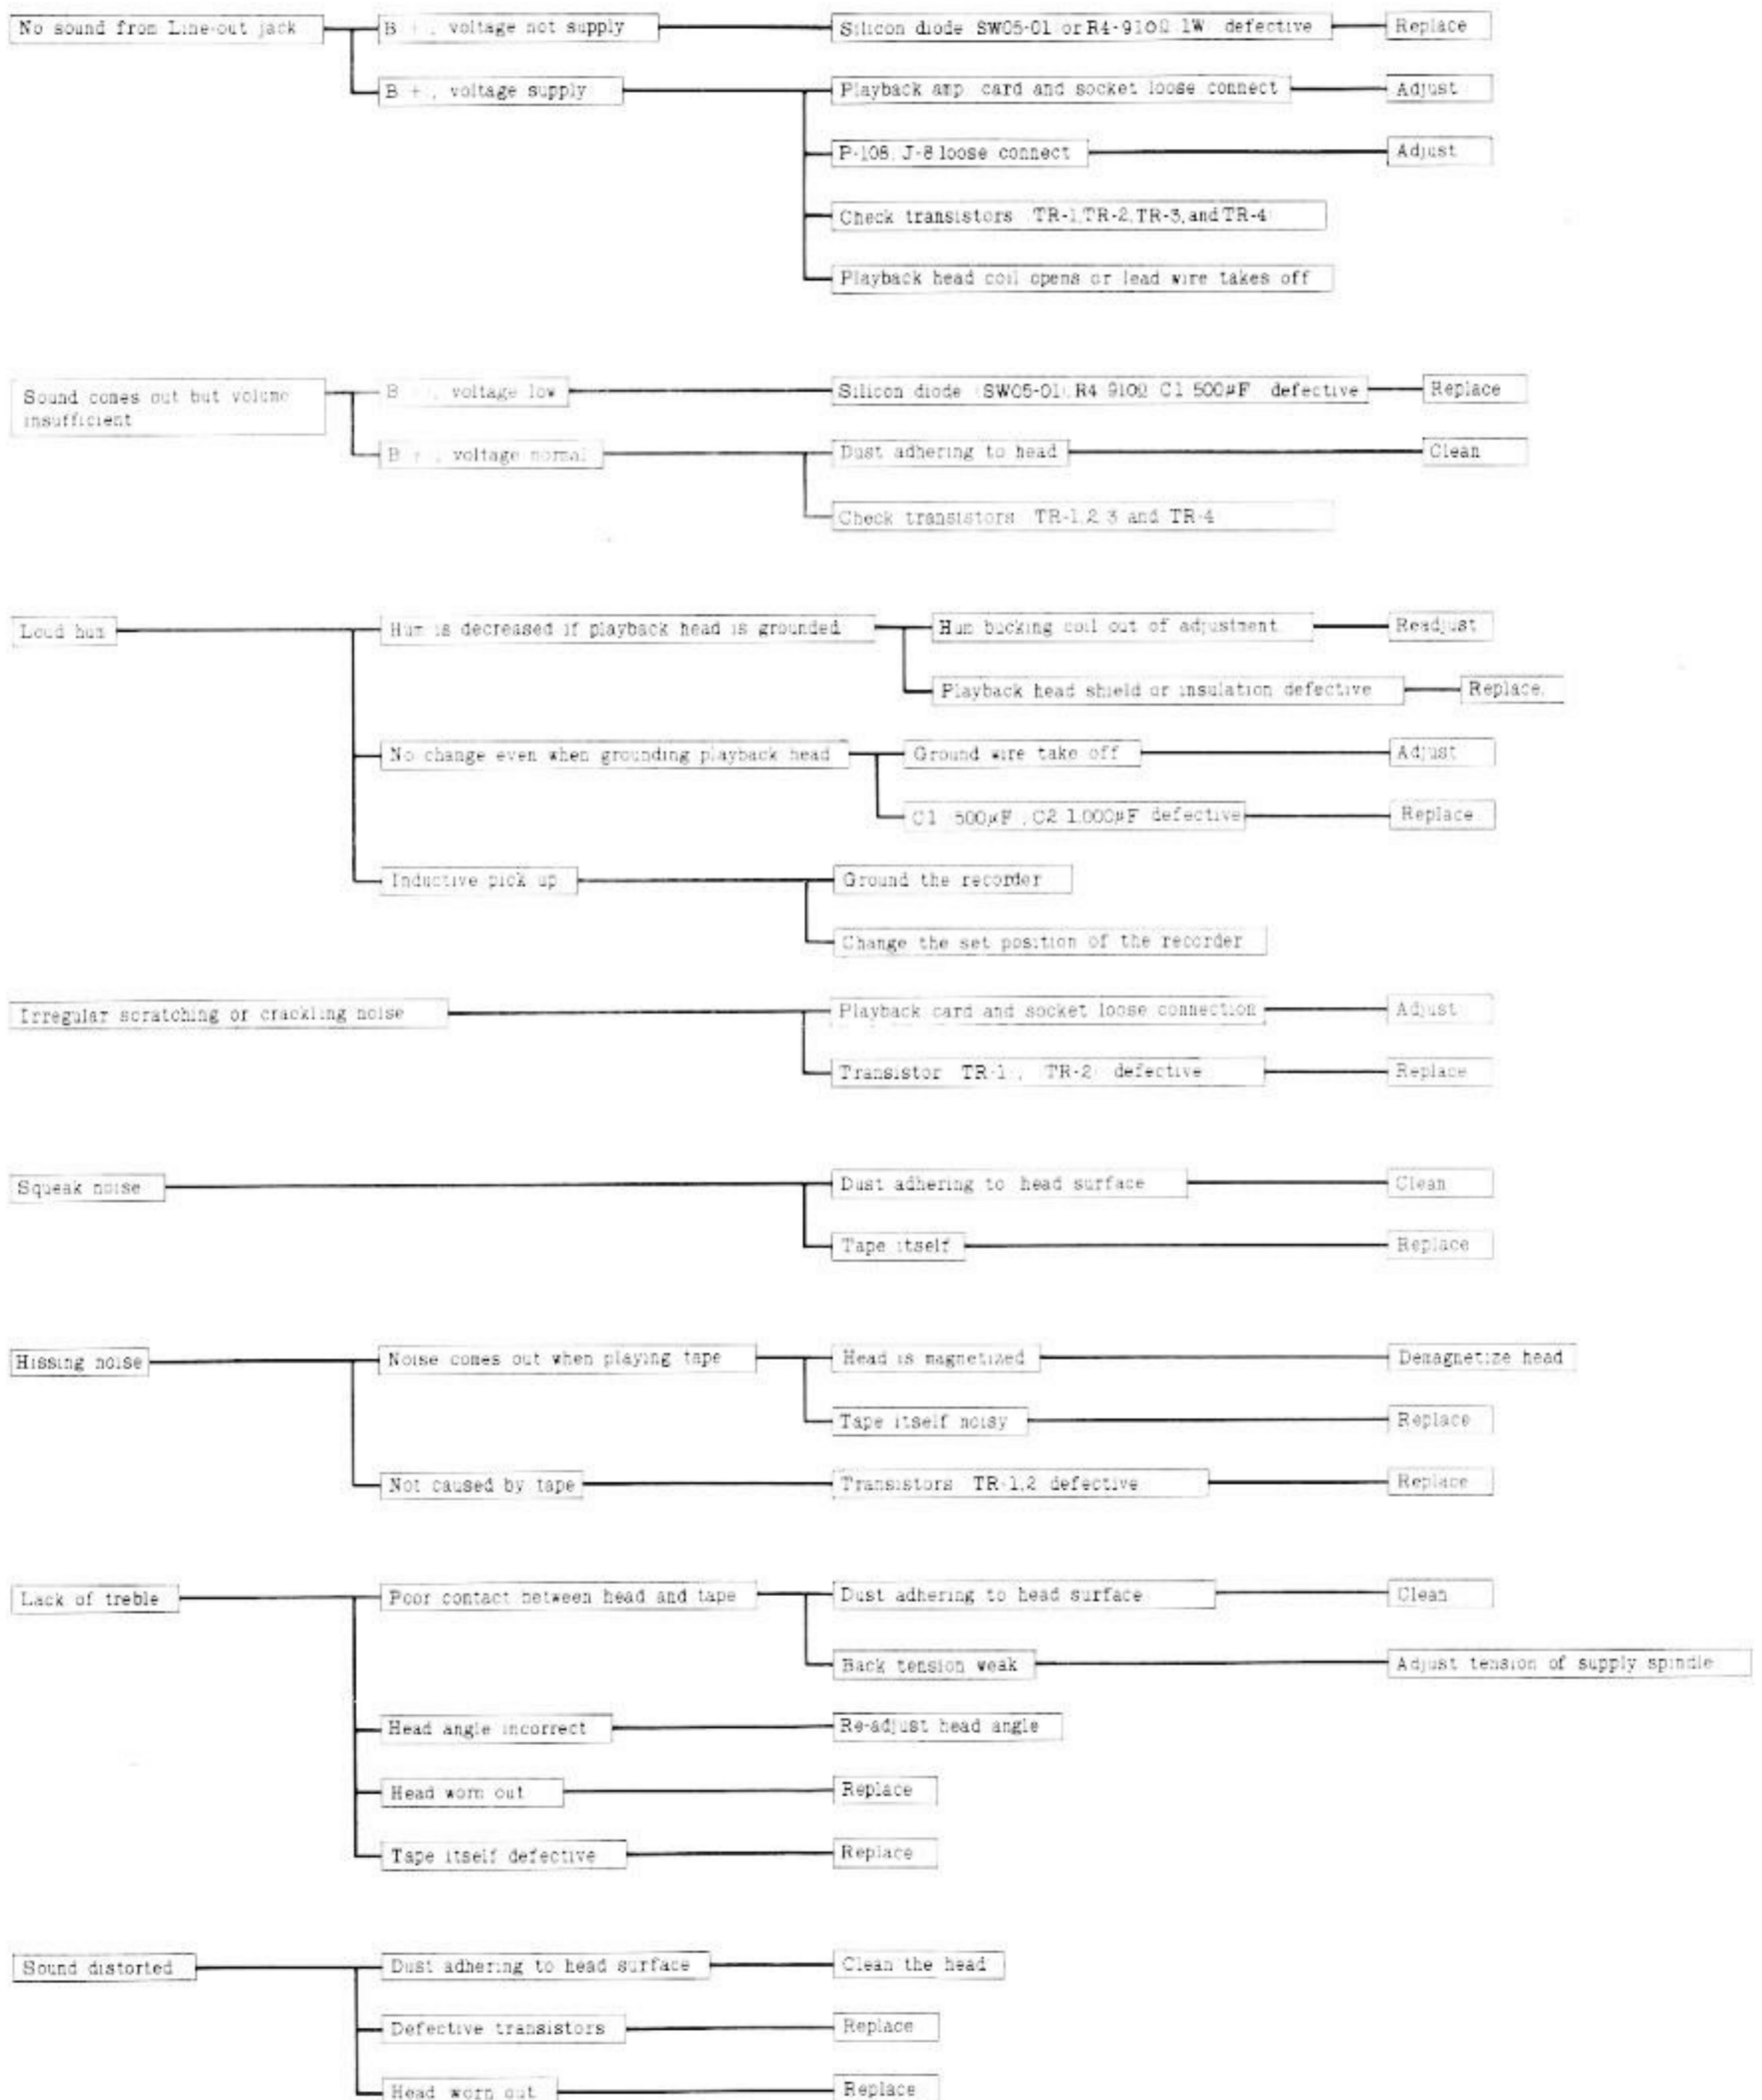 No sound from Line-out jack
B + , voltage not supply
Silicon diode SW05-01 or R4-910Ω 1W defective
Replace
B + , voltage supply
Playback amp card and socket loose connect
Adjust
P-108, J-8 loose connect
Adjust
Check transistors TR-1,TR-2,TR-3,and TR-4
Playback head coil opens or lead wire takes off
Sound comes out but volume
insufficient
B voltage low
Silicon diode (SW05-01), R4 910Ω C1 500μF defective
Replace
B + , voltage normal
Dust adhering to head
Clean
Check transistors TR-1,2 3 and TR-4
Loud hum
Hum is decreased if playback head is grounded
Hum bucking coil out of adjustment
Readjust
Playback head shield or insulation defective
Replace.
No change even when grounding playback head
Ground wire take off
Adjust
C1 500μF , C2 1.000μF defective
Replace
Inductive pick up
Ground the recorder
Change the set position of the recorder
Irregular scratching or crackling noise
Playback card and socket loose connection
Adjust
Transistor TR-1 , TR-2 defective
Replace
Squeak noise
Dust adhering to head surface
Clean
Tape itself
Replace
Hissing noise
Noise comes out when playing tape
Head is magnetized
Demagnetize head
Tape itself noisy
Replace
Not caused by tape
Transistors TR-1,2 defective
Replace
Lack of treble
Poor contact between head and tape
Dust adhering to head surface
Clean
Back tension weak
Adjust tension of supply spindle
Head angle incorrect
Re-adjust head angle
Head worn out
Replace
Tape itself defective
Replace
Sound distorted
Dust adhering to head surface
Clean the head
Defective transistors
Replace
Head worn out
Replace